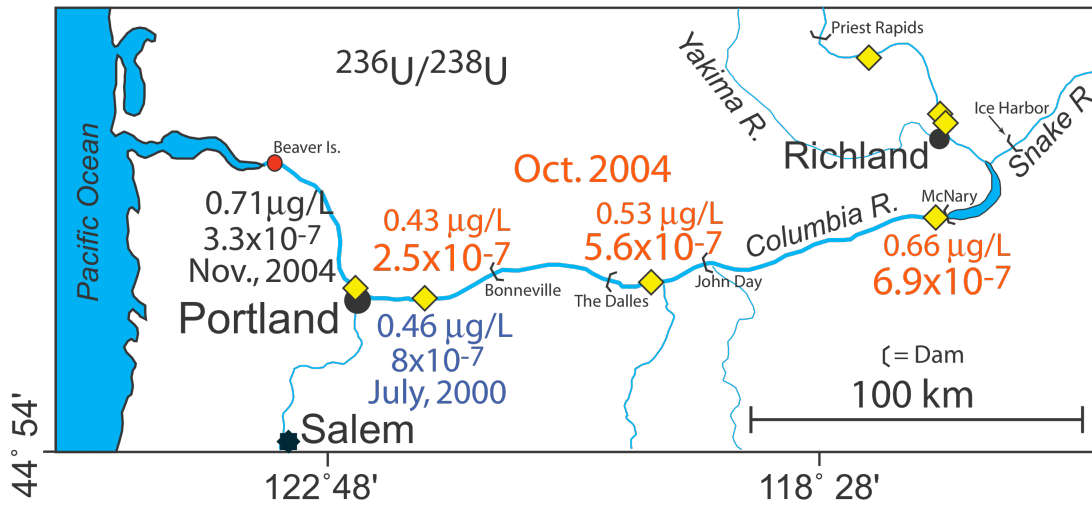 Priest Rapids
236U/238U
Yakima R.
Ice Harbor
Snake R.
Pacific Ocean
Beaver Is.
Richland
Oct. 2004
0.71µg/L
3.3x10-7
Nov., 2004
0.43 µg/L
2.5x10-7
0.53 µg/L
5.6x10-7
Columbia R.
McNary
0.66 µg/L
6.9x10-7
Bonneville
The Dalles
John Day
Portland
0.46 µg/L
8x10-7
July, 2000
= Dam
100 km
Salem
44° 54'
122°48'
118°28'